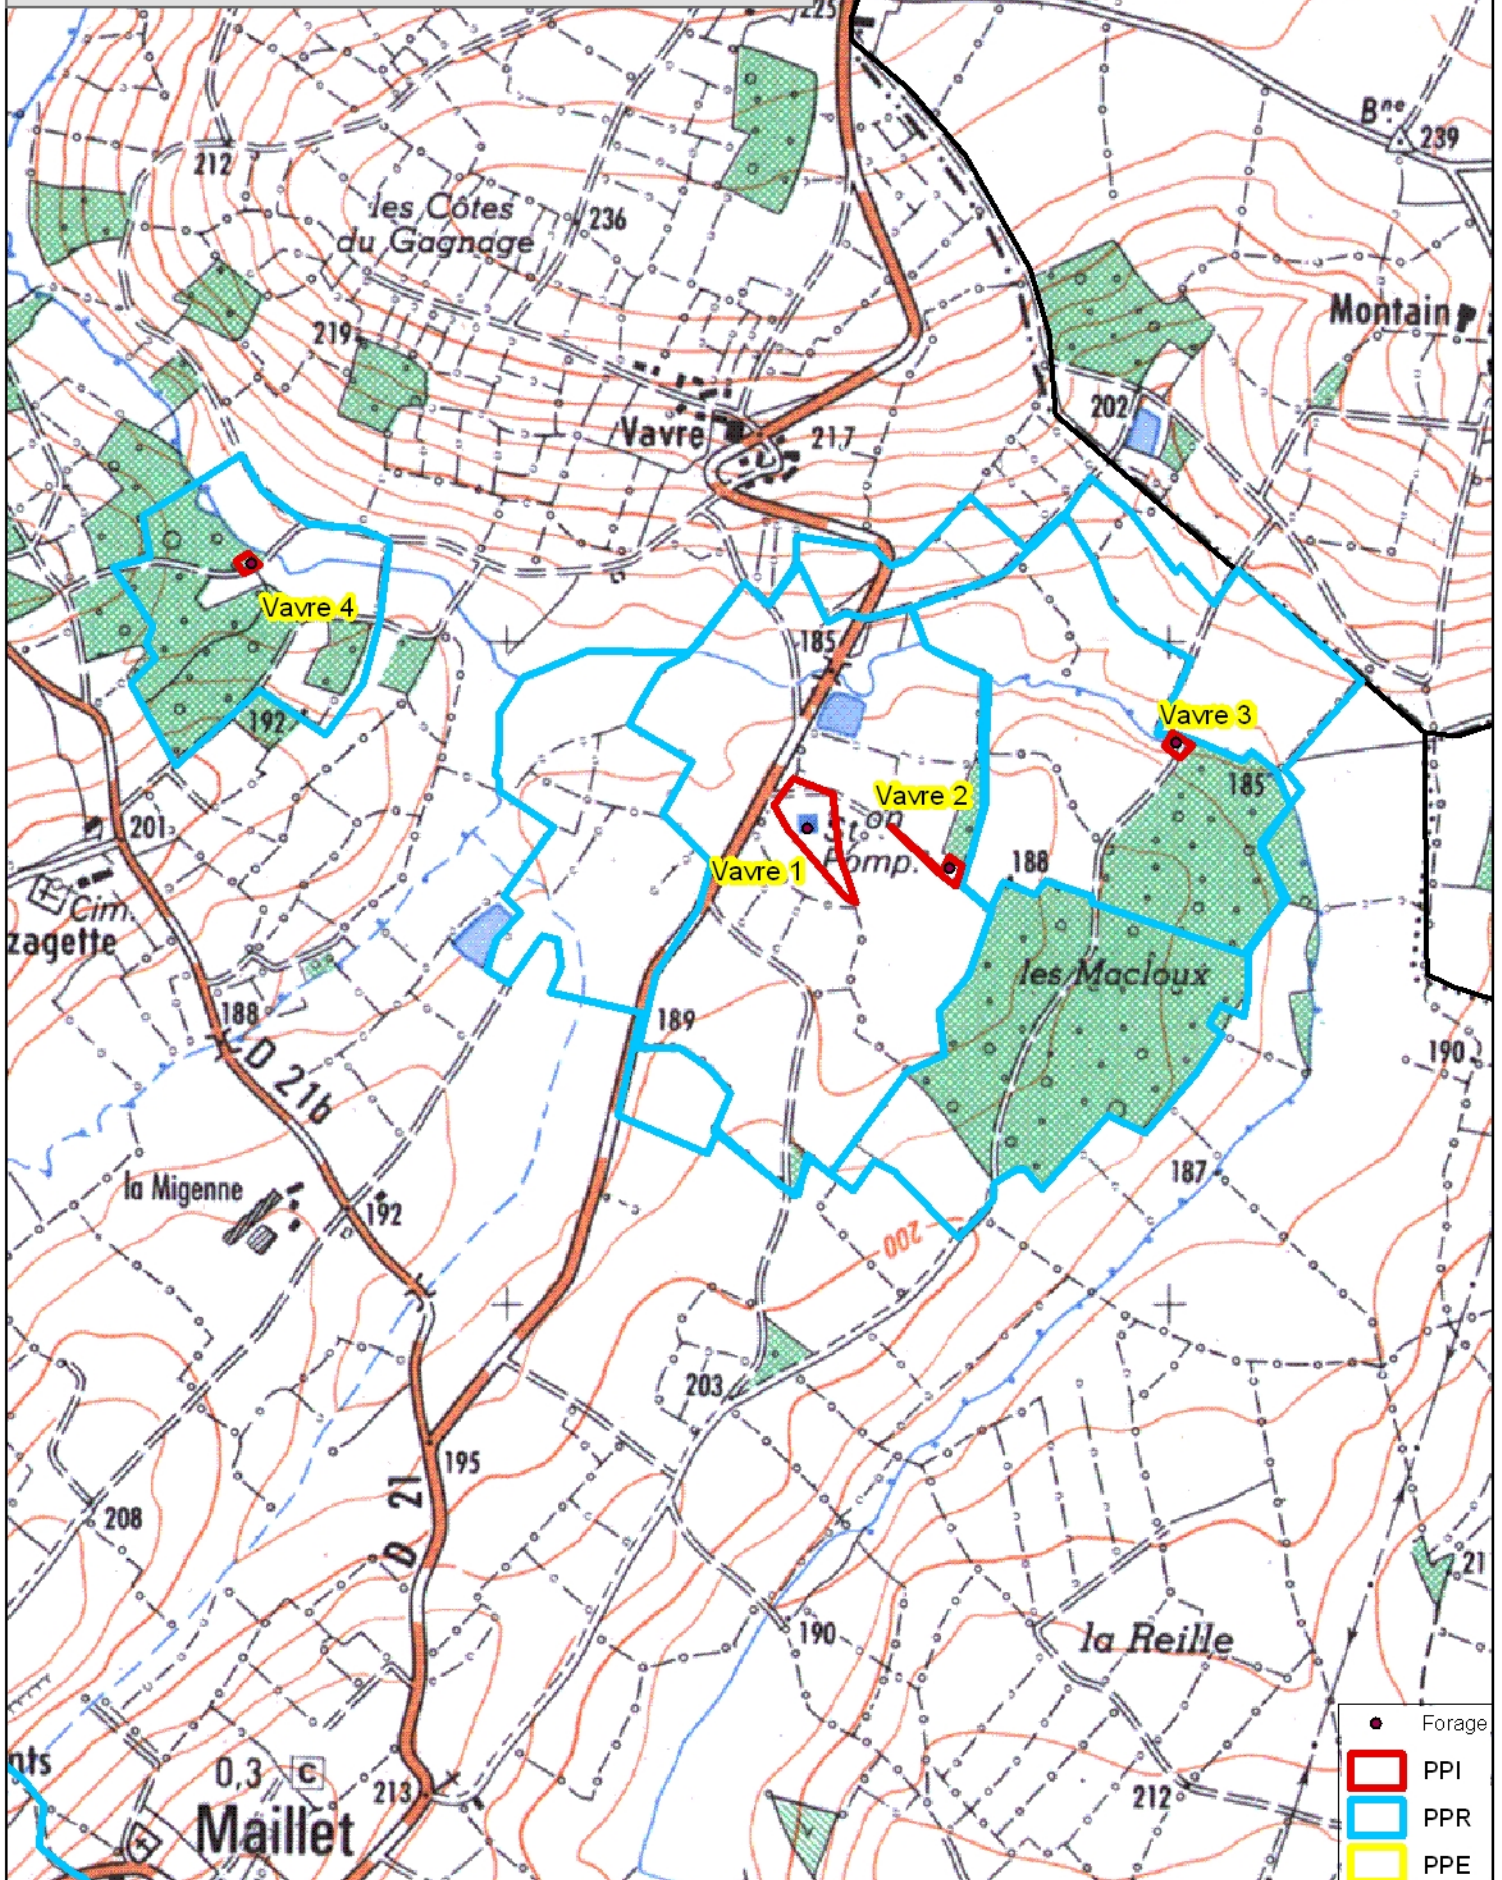 225
Bne
239
212
les Côtes
du Gagnage
236
Montain
219
202
Vavre
217
Vavre 4
185
192
Vavre 3
185
Vavre 2
201
Ston
Pomp.
188
Vavre 1
Cim.
zagette
les Macloux
188
189
190
D 21b
la Migenne
187
192
200
203
195
D 21
208
21
190
la Reille
Forage
nts
0,3
C
PPI
213
212
PPR
Maillet
PPE